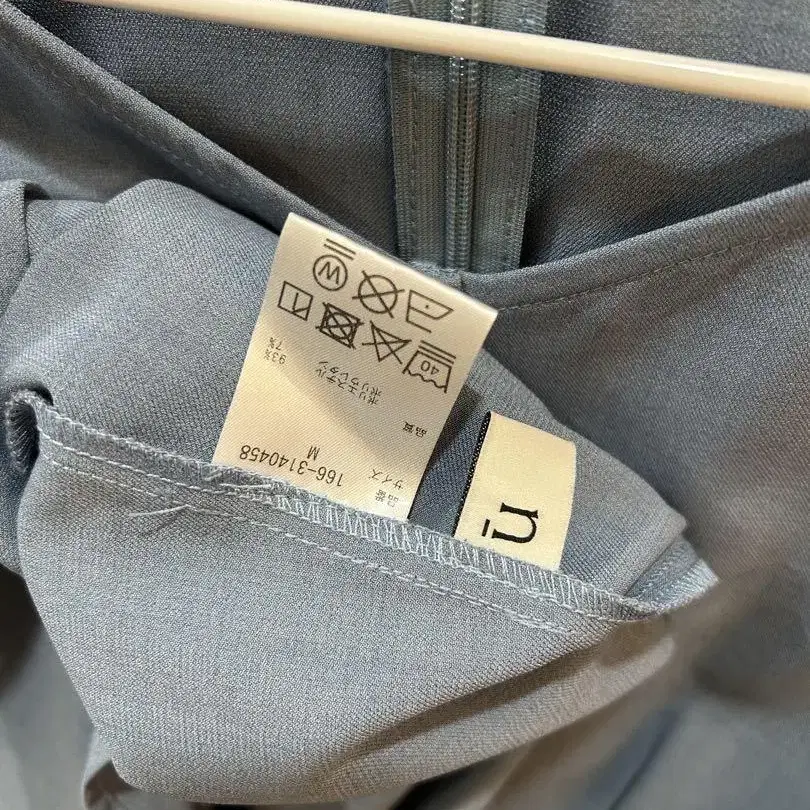 品番 166-3140458
サイズ M
品質
ポリエステル 93%
ポリウレタン 7%
40
W
n